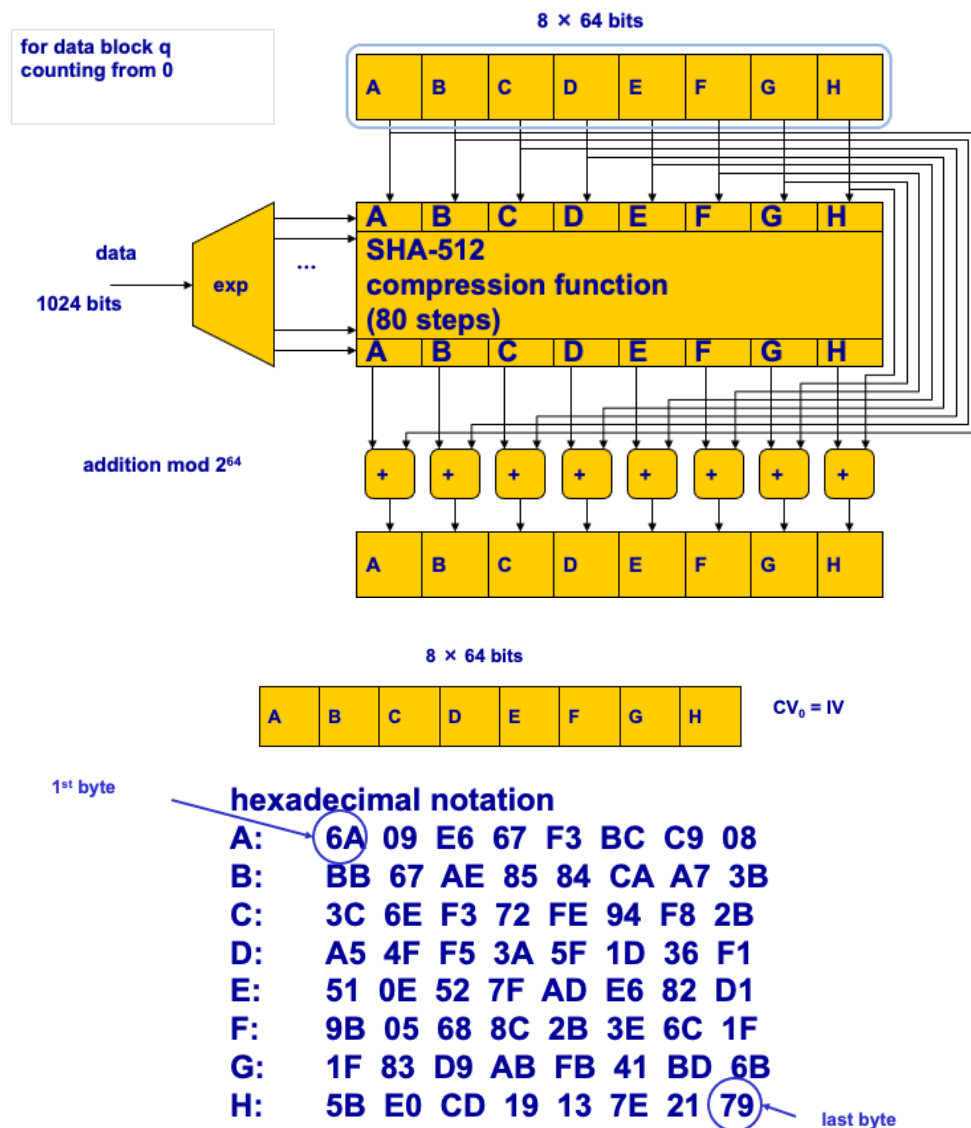 8 × 64 bits
for data block q
counting from 0
A B C D E F G H
A B C D E F G H
SHA-512
compression function
(80 steps)
data
...
exp
1024 bits
A B C D E F G H
addition mod 2⁶⁴
+ + + + + + + +
A B C D E F G H
8 × 64 bits
A B C D E F G H
CV₀ = IV
1ˢᵗ byte
hexadecimal notation
A: 6A 09 E6 67 F3 BC C9 08
B: BB 67 AE 85 84 CA A7 3B
C: 3C 6E F3 72 FE 94 F8 2B
D: A5 4F F5 3A 5F 1D 36 F1
E: 51 0E 52 7F AD E6 82 D1
F: 9B 05 68 8C 2B 3E 6C 1F
G: 1F 83 D9 AB FB 41 BD 6B
H: 5B E0 CD 19 13 7E 21 79
last byte